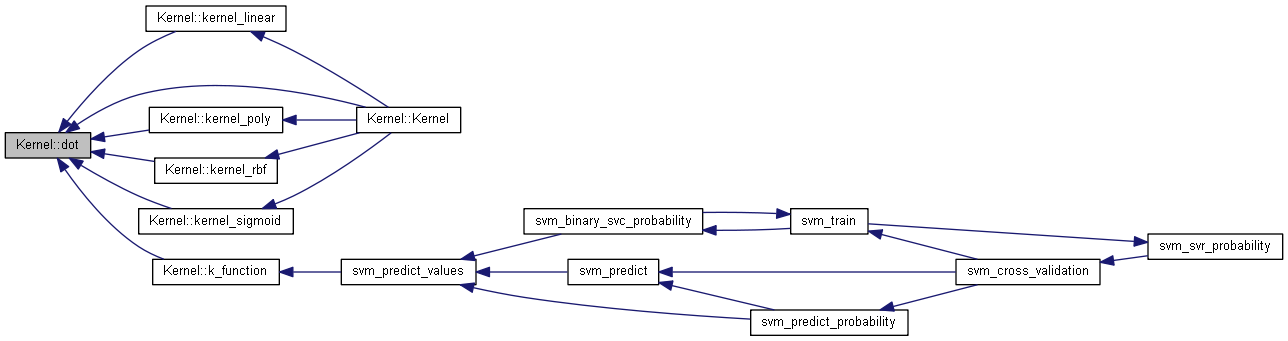 Kernel::kernel_linear
Kernel::kernel_poly
Kernel::Kernel
Kernel::dot
Kernel::kernel_rbf
Kernel::kernel_sigmoid
svm_binary_svc_probability
svm_train
svm_svr_probability
Kernel::k_function
svm_predict_values
svm_predict
svm_cross_validation
svm_predict_probability